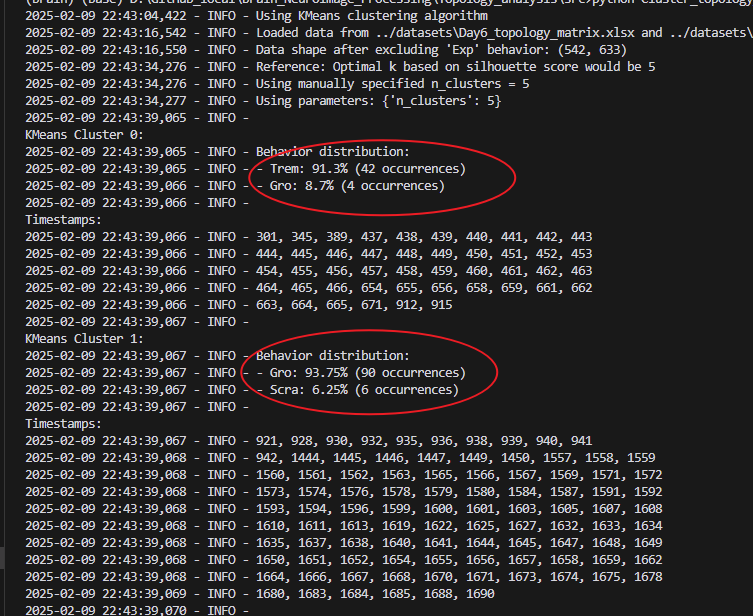 (Brain) (base) D:\Github_local\Brain_Neuroimage_Processing\Topology_analysis\src>python Cluster_topology
2025-02-09 22:43:04,422 - INFO - Using KMeans clustering algorithm
2025-02-09 22:43:16,542 - INFO - Loaded data from ../datasets\Day6_topology_matrix.xlsx and ../datasets\
2025-02-09 22:43:16,550 - INFO - Data shape after excluding 'Exp' behavior: (542, 633)
2025-02-09 22:43:34,276 - INFO - Reference: Optimal k based on silhouette score would be 5
2025-02-09 22:43:34,276 - INFO - Using manually specified n_clusters = 5
2025-02-09 22:43:34,277 - INFO - Using parameters: {'n_clusters': 5}
2025-02-09 22:43:39,065 - INFO -
KMeans Cluster 0:
2025-02-09 22:43:39,065 - INFO - Behavior distribution:
2025-02-09 22:43:39,065 - INFO - - Trem: 91.3% (42 occurrences)
2025-02-09 22:43:39,066 - INFO - - Gro: 8.7% (4 occurrences)
2025-02-09 22:43:39,066 - INFO -
Timestamps:
2025-02-09 22:43:39,066 - INFO - 301, 345, 389, 437, 438, 439, 440, 441, 442, 443
2025-02-09 22:43:39,066 - INFO - 444, 445, 446, 447, 448, 449, 450, 451, 452, 453
2025-02-09 22:43:39,066 - INFO - 454, 455, 456, 457, 458, 459, 460, 461, 462, 463
2025-02-09 22:43:39,066 - INFO - 464, 465, 466, 654, 655, 656, 658, 659, 661, 662
2025-02-09 22:43:39,066 - INFO - 663, 664, 665, 671, 912, 915
2025-02-09 22:43:39,067 - INFO -
KMeans Cluster 1:
2025-02-09 22:43:39,067 - INFO - Behavior distribution:
2025-02-09 22:43:39,067 - INFO - - Gro: 93.75% (90 occurrences)
2025-02-09 22:43:39,067 - INFO - - Scra: 6.25% (6 occurrences)
2025-02-09 22:43:39,067 - INFO -
Timestamps:
2025-02-09 22:43:39,067 - INFO - 921, 928, 930, 932, 935, 936, 938, 939, 940, 941
2025-02-09 22:43:39,068 - INFO - 942, 1444, 1445, 1446, 1447, 1449, 1450, 1557, 1558, 1559
2025-02-09 22:43:39,068 - INFO - 1560, 1561, 1562, 1563, 1565, 1566, 1567, 1569, 1571, 1572
2025-02-09 22:43:39,068 - INFO - 1573, 1574, 1576, 1578, 1579, 1580, 1584, 1587, 1591, 1592
2025-02-09 22:43:39,068 - INFO - 1593, 1594, 1596, 1599, 1600, 1601, 1603, 1605, 1607, 1608
2025-02-09 22:43:39,068 - INFO - 1610, 1611, 1613, 1619, 1622, 1625, 1627, 1632, 1633, 1634
2025-02-09 22:43:39,068 - INFO - 1635, 1637, 1638, 1640, 1641, 1644, 1645, 1647, 1648, 1649
2025-02-09 22:43:39,068 - INFO - 1650, 1651, 1652, 1654, 1655, 1656, 1657, 1658, 1659, 1662
2025-02-09 22:43:39,068 - INFO - 1664, 1666, 1667, 1668, 1670, 1671, 1673, 1674, 1675, 1678
2025-02-09 22:43:39,069 - INFO - 1680, 1683, 1684, 1685, 1688, 1690
2025-02-09 22:43:39,070 - INFO -